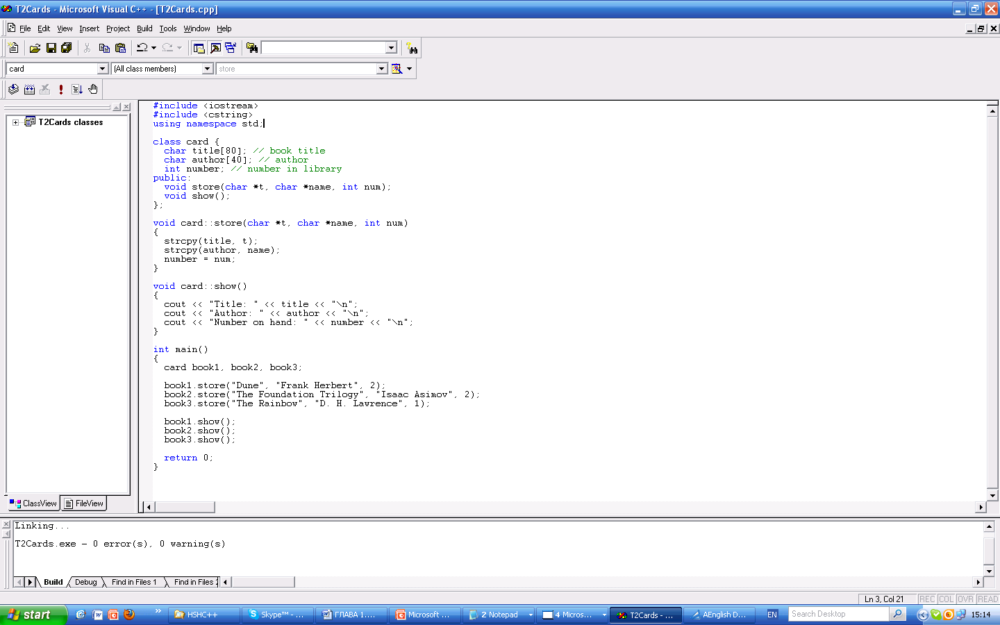 T2Cards - Microsoft Visual C++ - [T2Cards.cpp]
File Edit View Insert Project Build Tools Window Help
card (All class members) store
T2Cards classes
#include <iostream>
#include <cstring>
using namespace std;
class card {
char title[80]; // book title
char author[40]; // author
int number; // number in library
public:
void store(char *t, char *name, int num);
void show();
};
void card::store(char *t, char *name, int num)
{
strcpy(title, t);
strcpy(author, name);
number = num;
}
void card::show()
{
cout << "Title: " << title << "\n";
cout << "Author: " << author << "\n";
cout << "Number on hand: " << number << "\n";
}
int main()
{
card book1, book2, book3;
book1.store("Dune", "Frank Herbert", 2);
book2.store("The Foundation Trilogy", "Isaac Asimov", 2);
book3.store("The Rainbow", "D. H. Lawrence", 1);
book1.show();
book2.show();
book3.show();
return 0;
}
ClassView FileView
Linking...
T2Cards.exe - 0 error(s), 0 warning(s)
Build Debug Find in Files 1 Find in Files 2
Ln 3, Col 21 REC COL OVR READ
start HSHC++ Skype™ - ... ГЛАВА 1.... Microsoft ... 2 Notepad 4 Micros... T2Cards - ... AEnglish D... EN Search Desktop 15:14